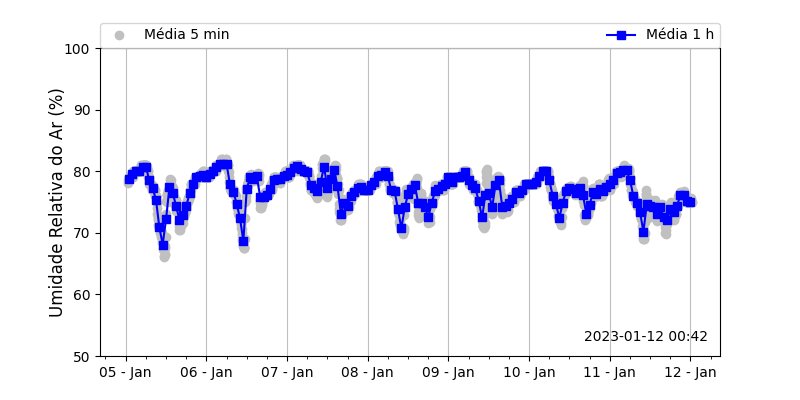 Média 5 min
Média 1 h
Umidade Relativa do Ar (%)
100
90
80
70
60
50
2023-01-12 00:42
05 - Jan
06 - Jan
07 - Jan
08 - Jan
09 - Jan
10 - Jan
11 - Jan
12 - Jan